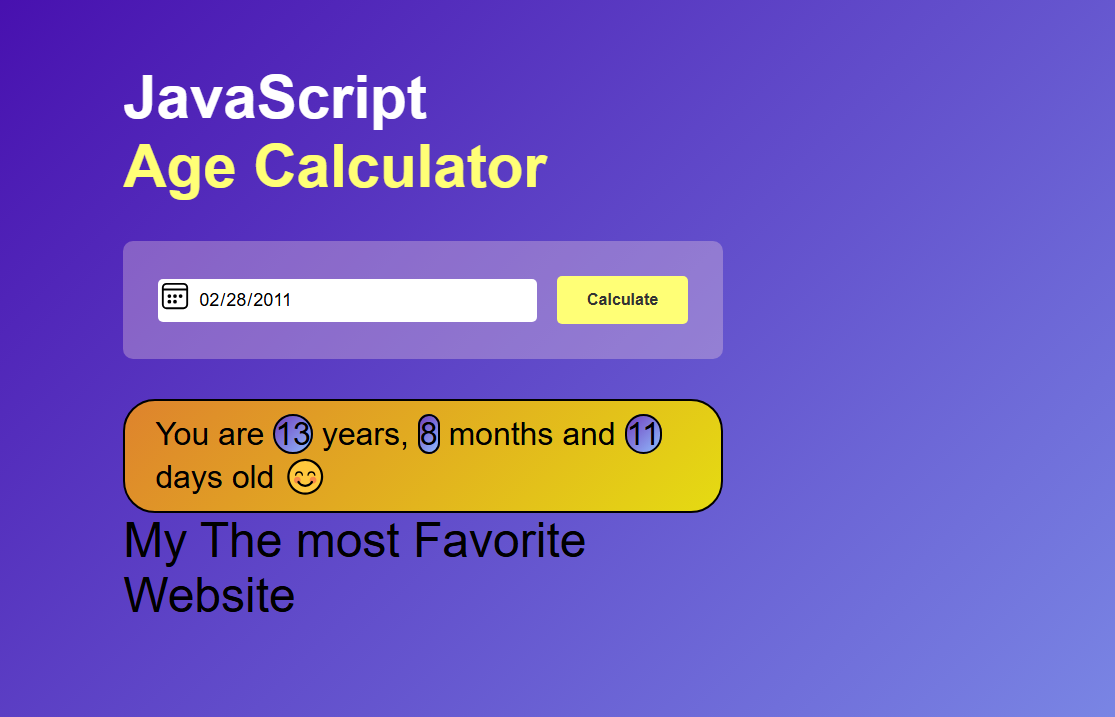 JavaScript
Age Calculator
02/28/2011
Calculate
You are 13 years, 8 months and 11
days old 😊
My The most Favorite
Website